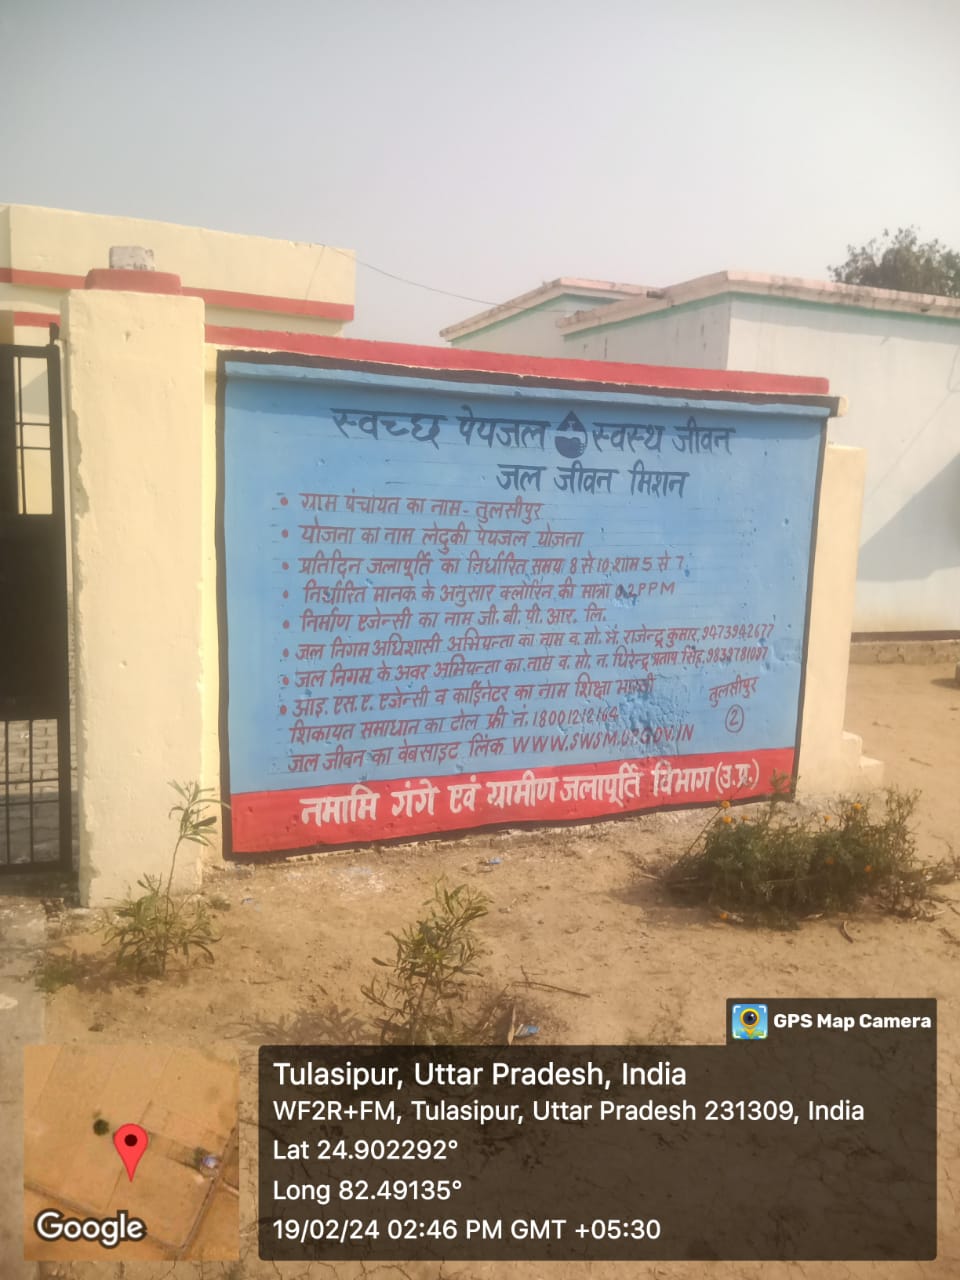 स्वच्छ पेयजल स्वस्थ जीवन
जल जीवन मिशन
• ग्राम पंचायत का नाम - तुलसीपुर
• योजना का नाम लेदुकी पेयजल योजना
• प्रतिदिन जलापूर्ति का निर्धारित समय 8 से 10 शाम 5 से 7
• निर्धारित मानक के अनुसार क्लोरिन की मात्रा 0.2PPM
• निर्माण एजेन्सी का नाम जी. बी. पी. आर. लि.
• जल निगम अधिशासी अभियन्ता का नाम व. मो. नं. राजेन्द्र कुमार, 9473942677
• जल निगम के अवर अभियन्ता का नाम व. मो. न. धिरेन्द्र प्रताप सिंह,
• आइ. एस. ए. एजेन्सी व कार्डिनेटर का नाम शिक्षा भारती
शिकायत समाधान का टोल फ्री नं. 18001212164
जल जीवन का वेबसाइट लिंक WWW.SWSM.UP.GOV.IN
तुलसीपुर
2
नमामि गंगे एवं ग्रामीण जलापूर्ति विभाग (उ.प्र.)
GPS Map Camera
Tulasipur, Uttar Pradesh, India
WF2R+FM, Tulasipur, Uttar Pradesh 231309, India
Lat 24.902292°
Long 82.49135°
19/02/24 02:46 PM GMT +05:30
Google